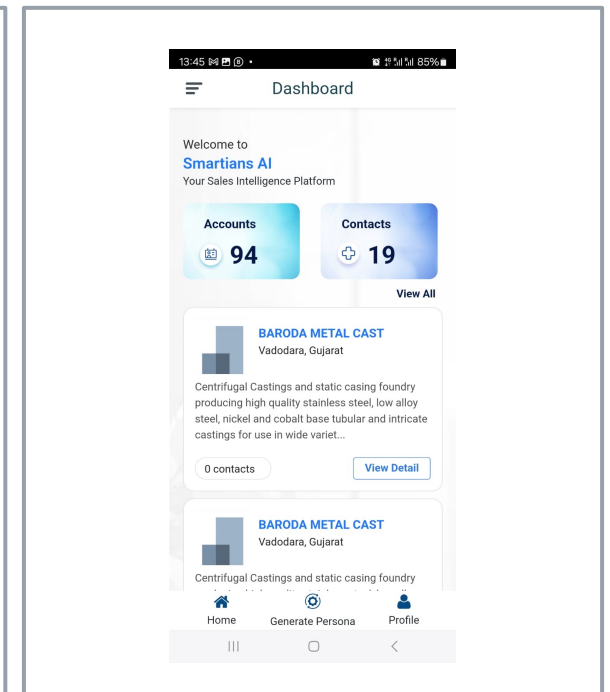 13:45 85%
Dashboard
Welcome to
Smartians AI
Your Sales Intelligence Platform
Accounts
94
Contacts
19
View All
BARODA METAL CAST
Vadodara, Gujarat
Centrifugal Castings and static casing foundry
producing high quality stainless steel, low alloy
steel, nickel and cobalt base tubular and intricate
castings for use in wide variet...
0 contacts
View Detail
BARODA METAL CAST
Vadodara, Gujarat
Centrifugal Castings and static casing foundry
Home
Generate Persona
Profile